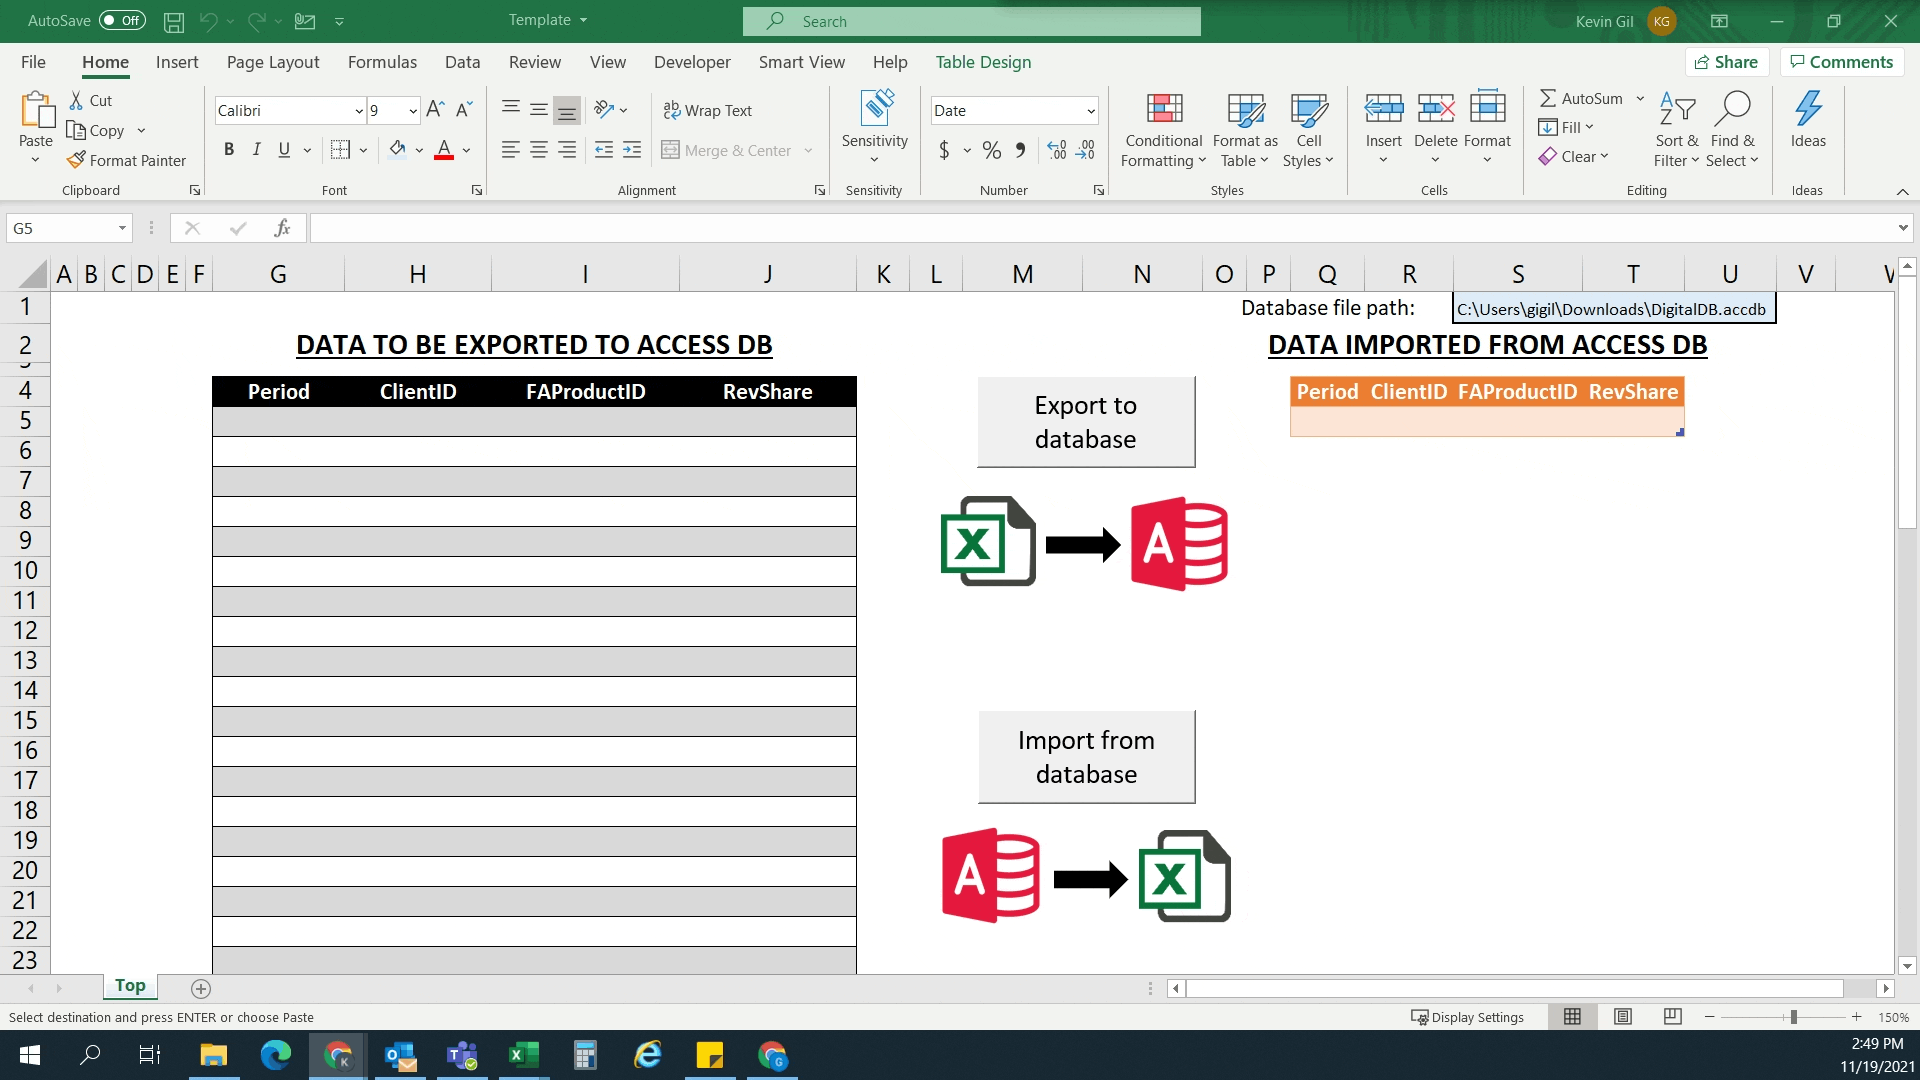 AutoSave Off
Template
Search
Kevin Gil KG
File Home Insert Page Layout Formulas Data Review View Developer Smart View Help Table Design
Share Comments
Paste
Cut
Copy
Format Painter
Clipboard
Calibri 9
B I U A
Font
ab Wrap Text
Merge & Center
Alignment
Sensitivity
Sensitivity
Date
$ % 9 .00 .00
Number
Conditional Formatting
Format as Table
Cell Styles
Styles
Insert Delete Format
Cells
AutoSum
Fill
Clear
Sort & Filter
Find & Select
Editing
Ideas
Ideas
G5 fx
A B C D E F G H I J K L M N O P Q R S T U V
1 Database file path: C:\Users\gigil\Downloads\DigitalDB.accdb
2 DATA TO BE EXPORTED TO ACCESS DB DATA IMPORTED FROM ACCESS DB
4 Period ClientID FAProductID RevShare Period ClientID FAProductID RevShare
5
6
7
8
9
10
11
12
13
14
15
16
17
18
19
20
21
22
23
Export to
database
X A
Import from
database
A X
Top
Select destination and press ENTER or choose Paste
Display Settings
150%
2:49 PM
11/19/2021